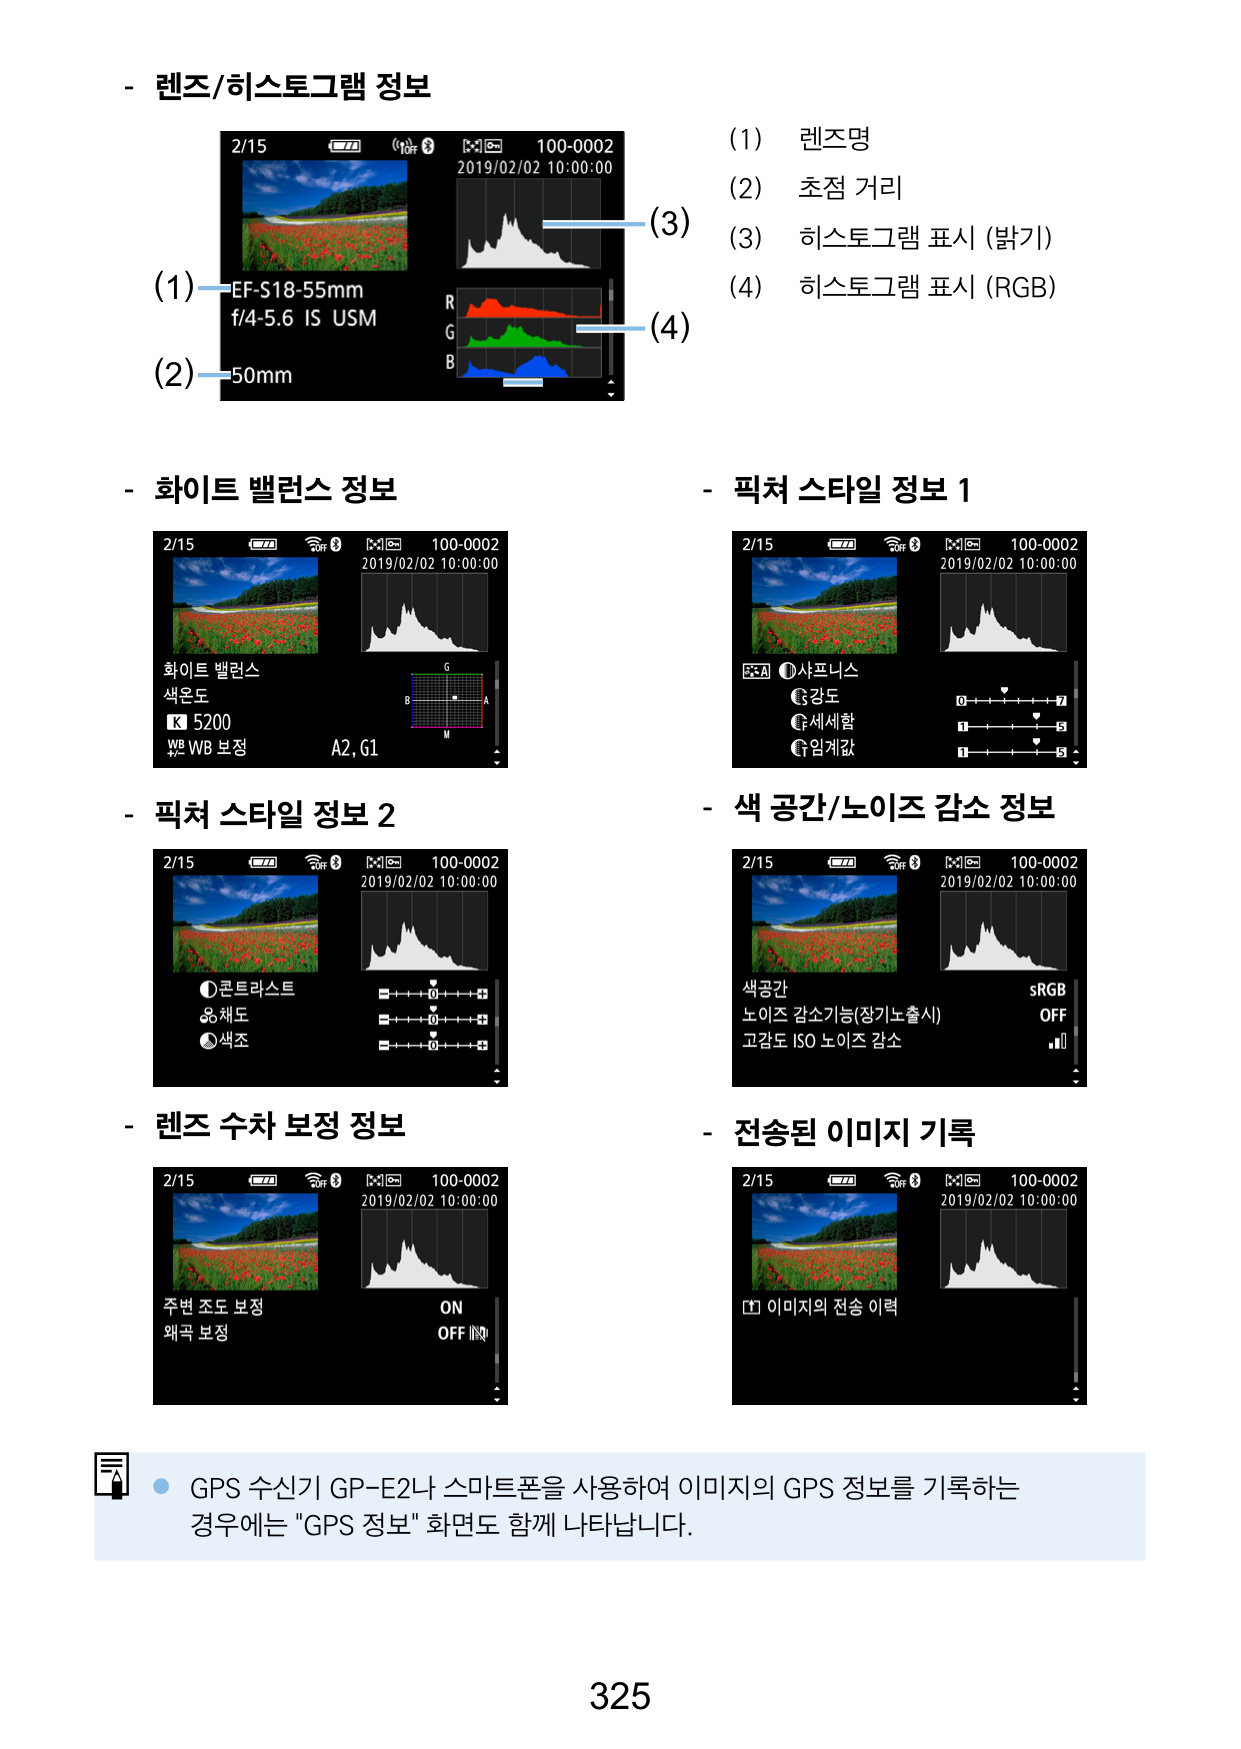 - 렌즈/히스토그램 정보
2/15 OFF 100-0002
2019/02/02 10:00:00
EF-S18-55mm
f/4-5.6 IS USM
50mm
R
G
B
(1)
(2)
(3)
(4)
(1) 렌즈명
(2) 초점 거리
(3) 히스토그램 표시 (밝기)
(4) 히스토그램 표시 (RGB)
- 화이트 밸런스 정보
2/15 OFF 100-0002
2019/02/02 10:00:00
화이트 밸런스
색온도
K 5200
WB +/- WB 보정 A2, G1
G
B A
M
- 픽쳐 스타일 정보 1
2/15 OFF 100-0002
2019/02/02 10:00:00
A 샤프니스
S 강도 0 7
F 세세함 1 5
T 임계값 1 5
- 픽쳐 스타일 정보 2
2/15 OFF 100-0002
2019/02/02 10:00:00
콘트라스트 0
채도 0
색조 0
- 색 공간/노이즈 감소 정보
2/15 OFF 100-0002
2019/02/02 10:00:00
색공간 sRGB
노이즈 감소기능(장기노출시) OFF
고감도 ISO 노이즈 감소
- 렌즈 수차 보정 정보
2/15 OFF 100-0002
2019/02/02 10:00:00
주변 조도 보정 ON
왜곡 보정 OFF
- 전송된 이미지 기록
2/15 OFF 100-0002
2019/02/02 10:00:00
이미지의 전송 이력
● GPS 수신기 GP-E2나 스마트폰을 사용하여 이미지의 GPS 정보를 기록하는
경우에는 "GPS 정보" 화면도 함께 나타납니다.
325